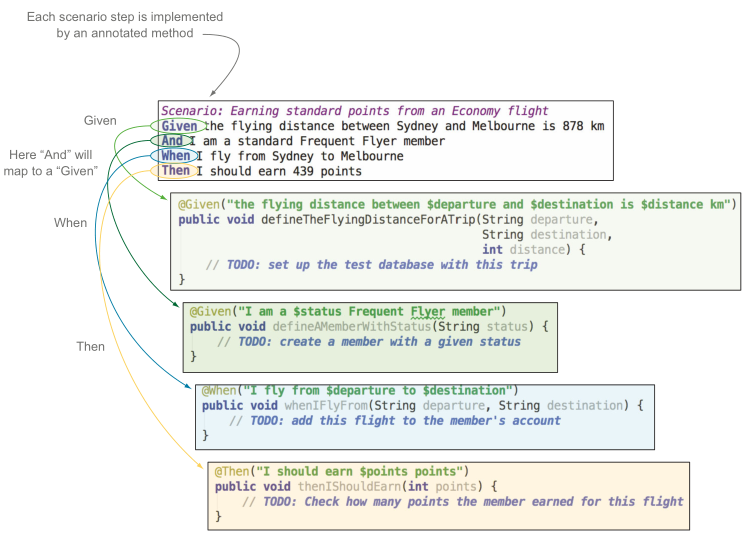 Each scenario step is implemented
by an annotated method
Scenario: Earning standard points from an Economy flight
Given the flying distance between Sydney and Melbourne is 878 km
And I am a standard Frequent Flyer member
When I fly from Sydney to Melbourne
Then I should earn 439 points
Given
Here “And” will
map to a “Given”
When
Then
@Given("the flying distance between $departure and $destination is $distance km")
public void defineTheFlyingDistanceForATrip(String departure,
String destination,
int distance) {
// TODO: set up the test database with this trip
}
@Given("I am a $status Frequent Flyer member")
public void defineAMemberWithStatus(String status) {
// TODO: create a member with a given status
}
@When("I fly from $departure to $destination")
public void whenIFlyFrom(String departure, String destination) {
// TODO: add this flight to the member's account
}
@Then("I should earn $points points")
public void thenIShouldEarn(int points) {
// TODO: Check how many points the member earned for this flight
}